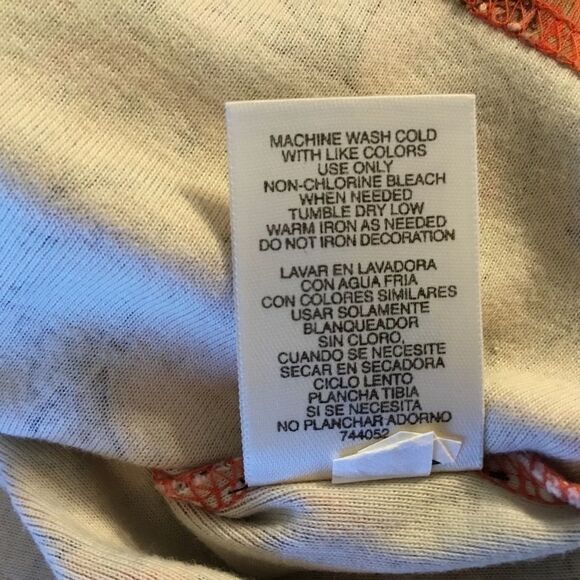 MACHINE WASH COLD
WITH LIKE COLORS
USE ONLY
NON-CHLORINE BLEACH
WHEN NEEDED
TUMBLE DRY LOW
WARM IRON AS NEEDED
DO NOT IRON DECORATION
LAVAR EN LAVADORA
CON AGUA FRIA
CON COLORES SIMILARES
USAR SOLAMENTE
BLANQUEADOR
SIN CLORO,
CUANDO SE NECESITE
SECAR EN SECADORA
CICLO LENTO
PLANCHA TIBIA
SI SE NECESITA
NO PLANCHAR ADORNO
744052